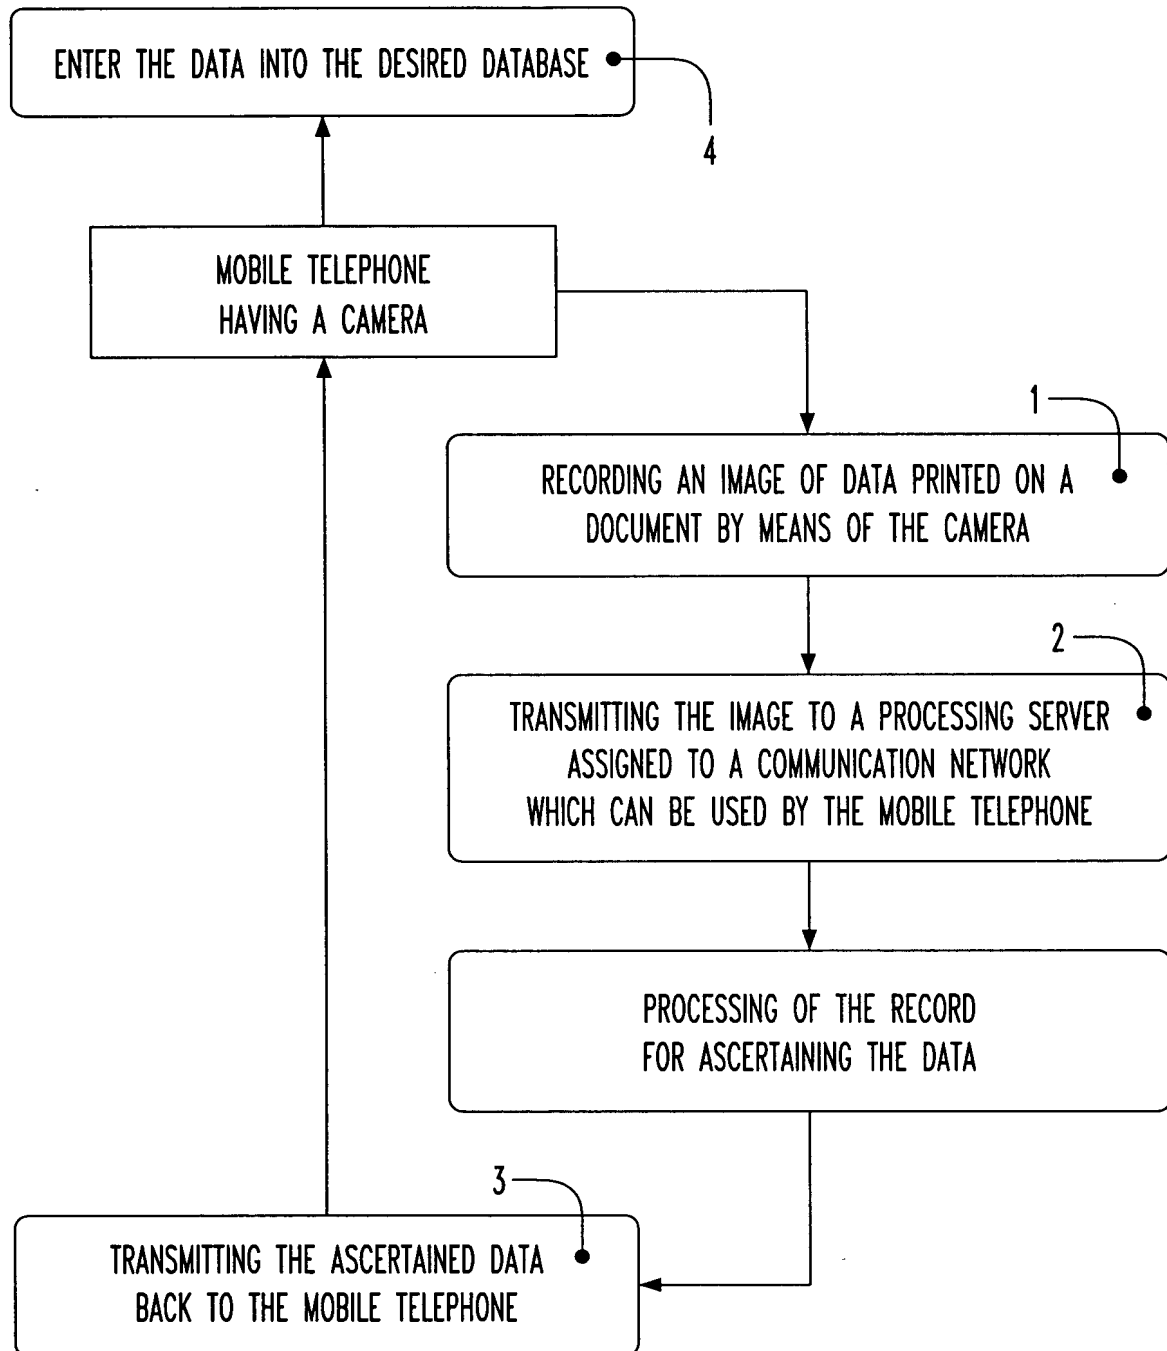 ENTER THE DATA INTO THE DESIRED DATABASE
4
MOBILE TELEPHONE
HAVING A CAMERA
1
RECORDING AN IMAGE OF DATA PRINTED ON A
DOCUMENT BY MEANS OF THE CAMERA
2
TRANSMITTING THE IMAGE TO A PROCESSING SERVER
ASSIGNED TO A COMMUNICATION NETWORK
WHICH CAN BE USED BY THE MOBILE TELEPHONE
PROCESSING OF THE RECORD
FOR ASCERTAINING THE DATA
3
TRANSMITTING THE ASCERTAINED DATA
BACK TO THE MOBILE TELEPHONE